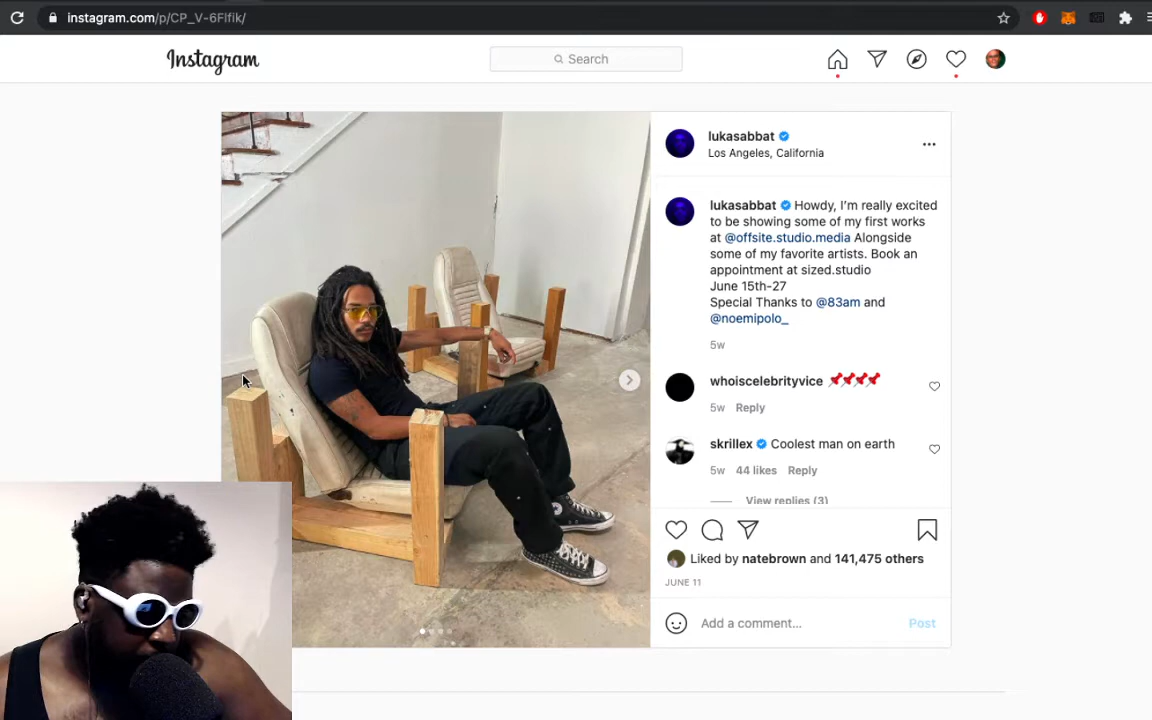 instagram.com/p/CP_V-6Flfik/
Instagram
Search
lukasabbat
Los Angeles, California
lukasabbat Howdy, I'm really excited
to be showing some of my first works
at @offsite.studio.media Alongside
some of my favorite artists. Book an
appointment at sized.studio
June 15th-27
Special Thanks to @83am and
@noemipolo_
5w
whoiscelebrityvice 📌📌📌📌
5w Reply
skrillex Coolest man on earth
5w 44 likes Reply
View replies (3)
Liked by natebrown and 141,475 others
JUNE 11
Add a comment... Post